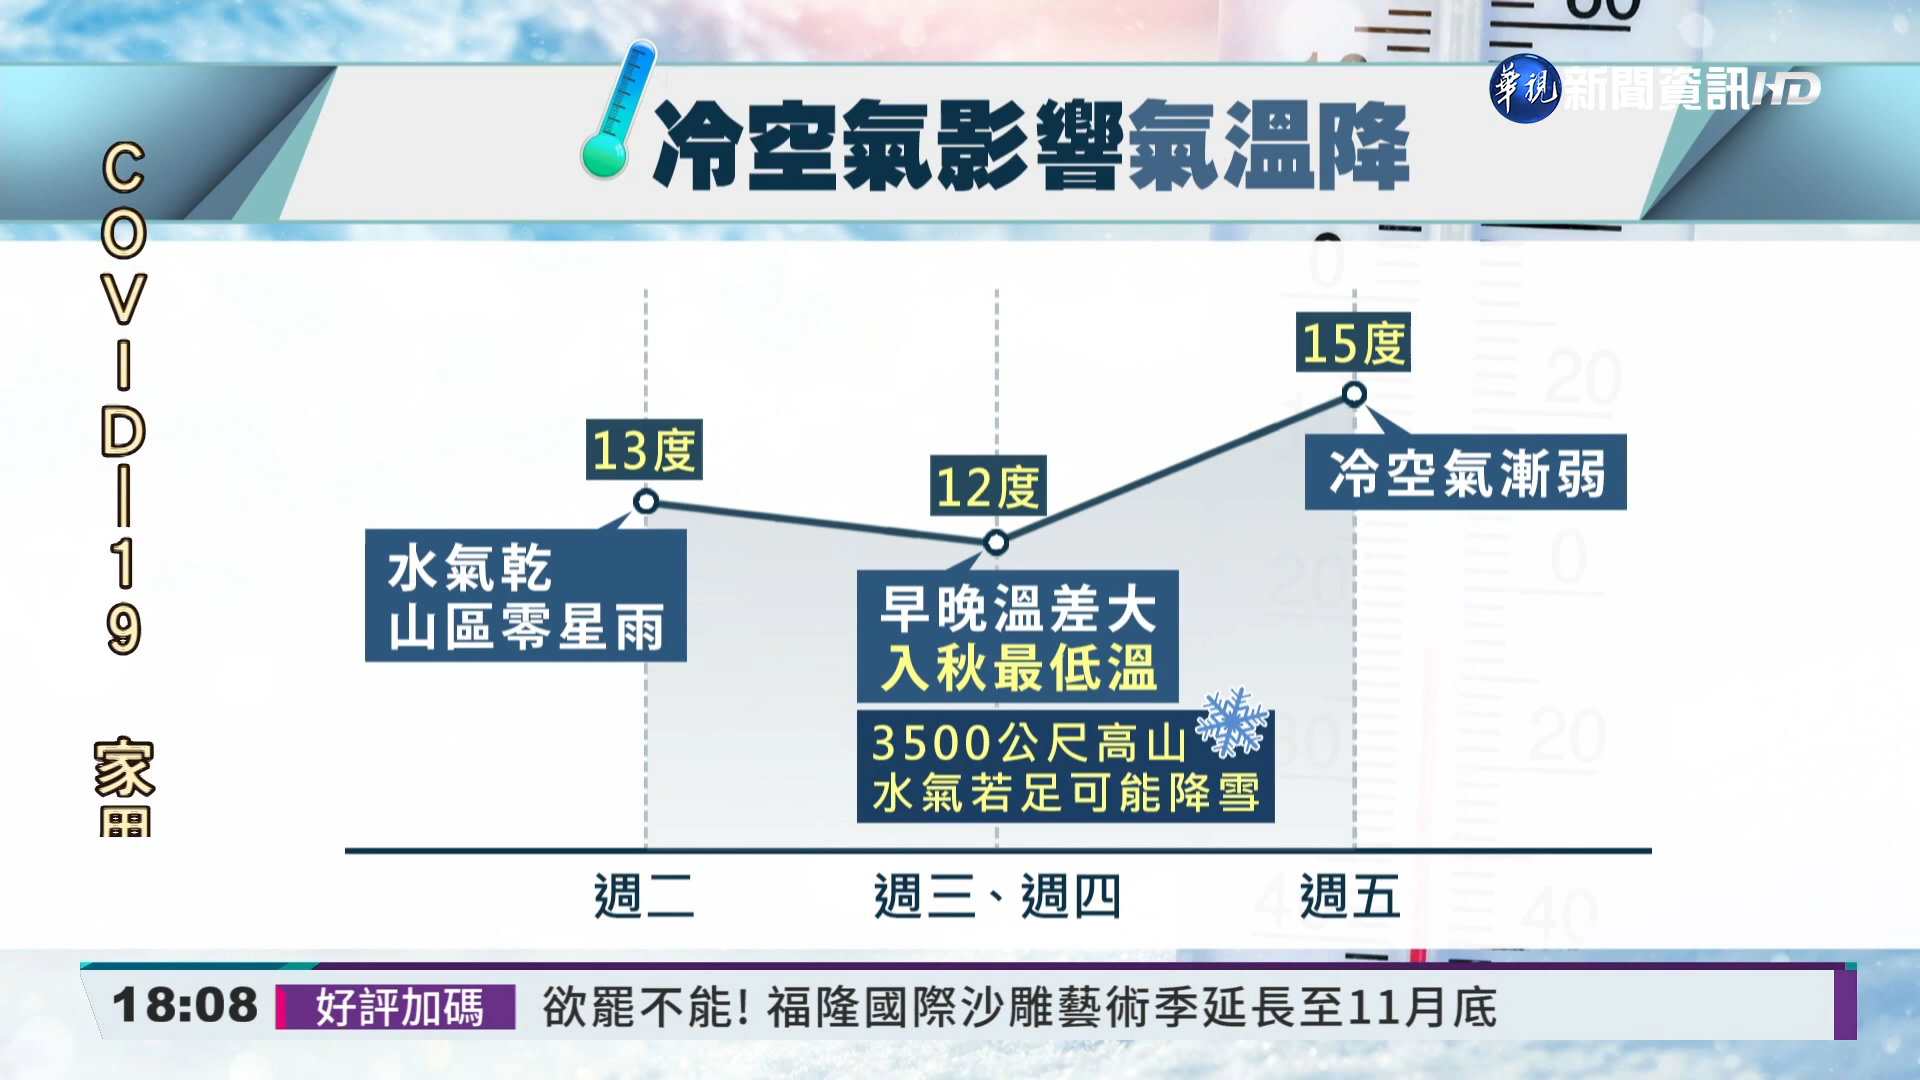 華視新聞資訊HD
冷空氣影響氣溫降
COVID-19 家用
13度
12度
15度
水氣乾
山區零星雨
早晚溫差大
入秋最低溫
3500公尺高山
水氣若足可能降雪
冷空氣漸弱
週二
週三、週四
週五
18:08 好評加碼 欲罷不能! 福隆國際沙雕藝術季延長至11月底